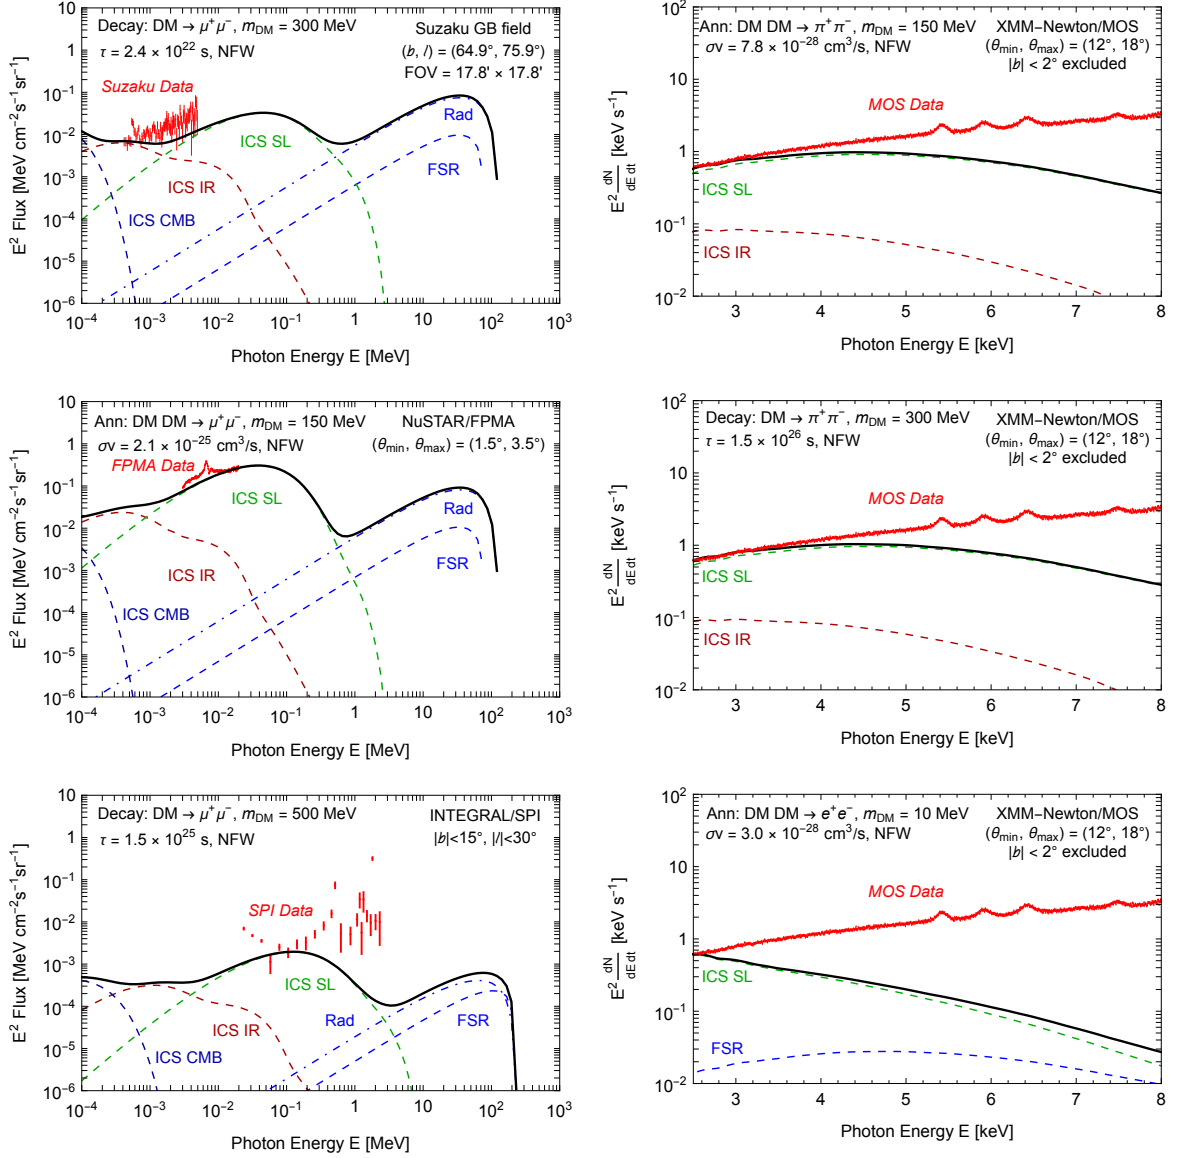 Decay: DM → μ⁺μ⁻, m_DM = 300 MeV
τ = 2.4 × 10²² s, NFW
Suzaku GB field
(b, l) = (64.9°, 75.9°)
FOV = 17.8' × 17.8'
Suzaku Data
ICS SL
Rad
FSR
ICS IR
ICS CMB
E² Flux [MeV cm⁻²s⁻¹sr⁻¹]
10
1
10⁻¹
10⁻²
10⁻³
10⁻⁴
10⁻⁵
10⁻⁶
10⁻⁴ 10⁻³ 10⁻² 10⁻¹ 1 10 10² 10³
Photon Energy E [MeV]
Ann: DM DM → π⁺π⁻, m_DM = 150 MeV
σv = 7.8 × 10⁻²⁸ cm³/s, NFW
XMM−Newton/MOS
(θ_min, θ_max) = (12°, 18°)
|b| < 2° excluded
MOS Data
ICS SL
ICS IR
E² dN/dE dt [keV s⁻¹]
10²
10
1
10⁻¹
10⁻²
3 4 5 6 7 8
Photon Energy E [keV]
Ann: DM DM → μ⁺μ⁻, m_DM = 150 MeV
σv = 2.1 × 10⁻²⁵ cm³/s, NFW
NuSTAR/FPMA
(θ_min, θ_max) = (1.5°, 3.5°)
FPMA Data
ICS SL
Rad
FSR
ICS IR
ICS CMB
E² Flux [MeV cm⁻²s⁻¹sr⁻¹]
10
1
10⁻¹
10⁻²
10⁻³
10⁻⁴
10⁻⁵
10⁻⁶
10⁻⁴ 10⁻³ 10⁻² 10⁻¹ 1 10 10² 10³
Photon Energy E [MeV]
Decay: DM → π⁺π⁻, m_DM = 300 MeV
τ = 1.5 × 10²⁶ s, NFW
XMM−Newton/MOS
(θ_min, θ_max) = (12°, 18°)
|b| < 2° excluded
MOS Data
ICS SL
ICS IR
E² dN/dE dt [keV s⁻¹]
10²
10
1
10⁻¹
10⁻²
3 4 5 6 7 8
Photon Energy E [keV]
Decay: DM → μ⁺μ⁻, m_DM = 500 MeV
τ = 1.5 × 10²⁵ s, NFW
INTEGRAL/SPI
|b|<15°, |l|<30°
SPI Data
ICS SL
Rad
FSR
ICS IR
ICS CMB
E² Flux [MeV cm⁻²s⁻¹sr⁻¹]
10
1
10⁻¹
10⁻²
10⁻³
10⁻⁴
10⁻⁵
10⁻⁶
10⁻⁴ 10⁻³ 10⁻² 10⁻¹ 1 10 10² 10³
Photon Energy E [MeV]
Ann: DM DM → e⁺e⁻, m_DM = 10 MeV
σv = 3.0 × 10⁻²⁸ cm³/s, NFW
XMM−Newton/MOS
(θ_min, θ_max) = (12°, 18°)
|b| < 2° excluded
MOS Data
ICS SL
FSR
E² dN/dE dt [keV s⁻¹]
10²
10
1
10⁻¹
10⁻²
3 4 5 6 7 8
Photon Energy E [keV]